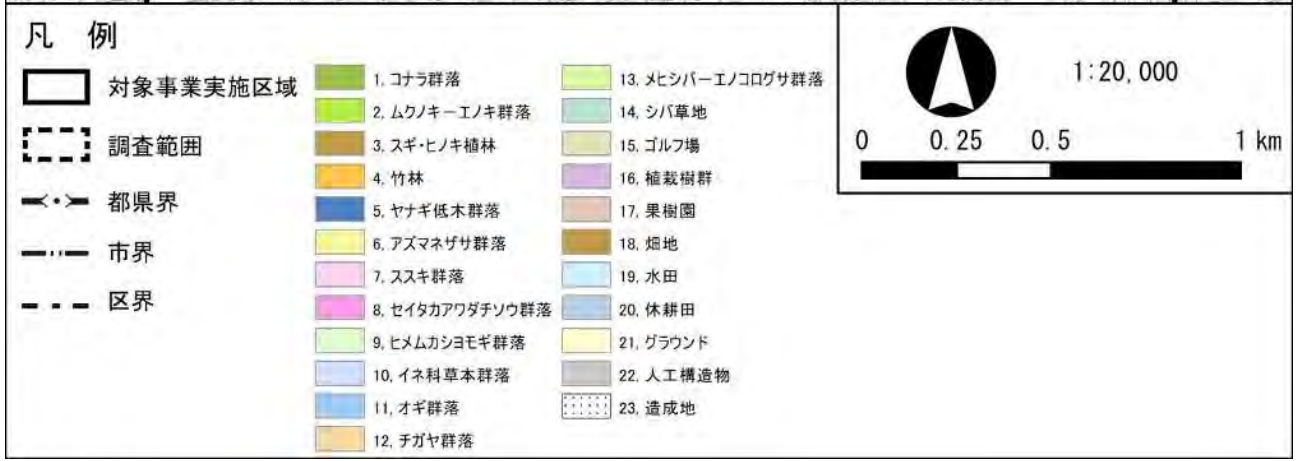 凡 例
対象事業実施区域
調査範囲
都県界
市界
区界
1. コナラ群落
2. ムクノキーエノキ群落
3. スギ・ヒノキ植林
4. 竹林
5. ヤナギ低木群落
6. アズマネザサ群落
7. ススキ群落
8. セイタカアワダチソウ群落
9. ヒメムカシヨモギ群落
10. イネ科草本群落
11. オギ群落
12. チガヤ群落
13. メヒシバーエノコログサ群落
14. シバ草地
15. ゴルフ場
16. 植栽樹群
17. 果樹園
18. 畑地
19. 水田
20. 休耕田
21. グラウンド
22. 人工構造物
23. 造成地
1:20,000
0 0.25 0.5 1 km